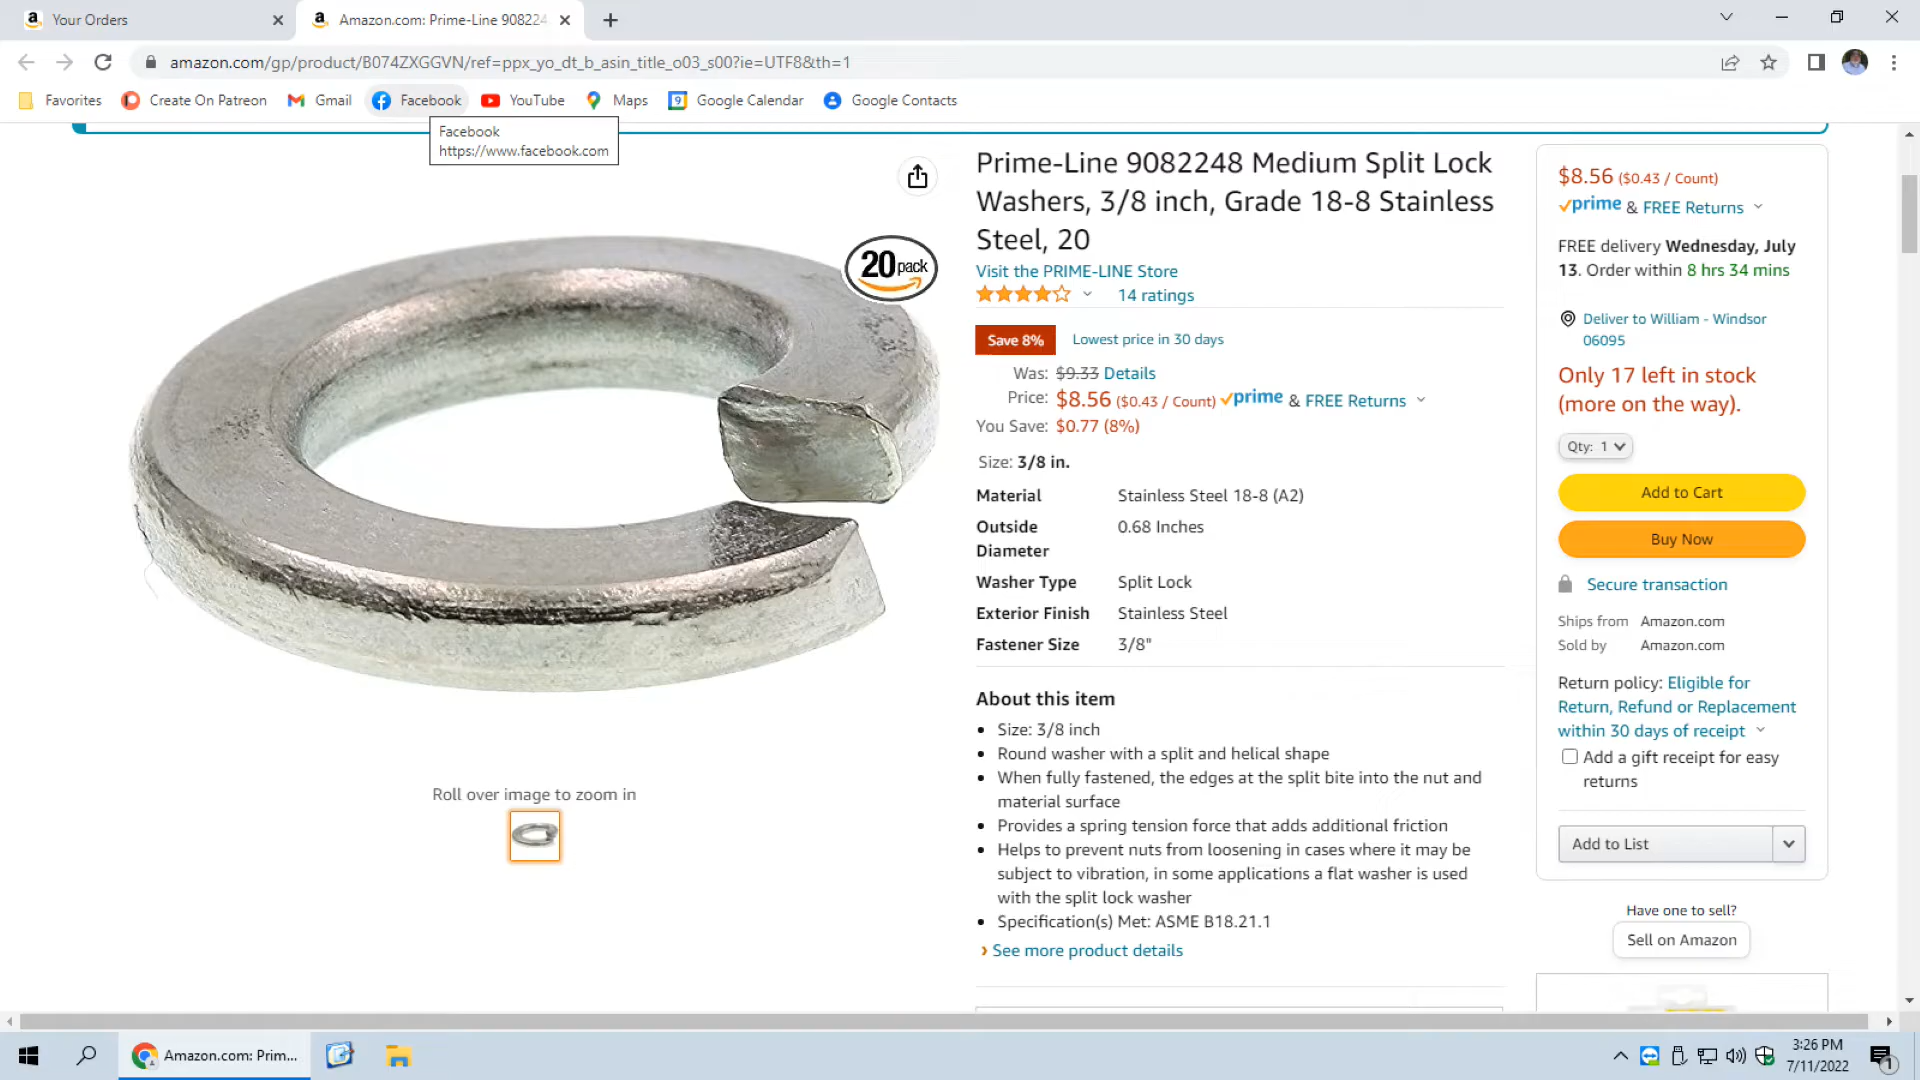 Your Orders
Amazon.com: Prime-Line 908224
amazon.com/gp/product/B074ZXGGVN/ref=ppx_yo_dt_b_asin_title_o03_s00?ie=UTF8&th=1
Favorites Create On Patreon Gmail Facebook YouTube Maps Google Calendar Google Contacts
Facebook
https://www.facebook.com
20 pack
Roll over image to zoom in
Prime-Line 9082248 Medium Split Lock
Washers, 3/8 inch, Grade 18-8 Stainless
Steel, 20
Visit the PRIME-LINE Store
14 ratings
Save 8% Lowest price in 30 days
Was: $9.33 Details
Price: $8.56 ($0.43 / Count) prime & FREE Returns
You Save: $0.77 (8%)
Size: 3/8 in.
Material Stainless Steel 18-8 (A2)
Outside 0.68 Inches
Diameter
Washer Type Split Lock
Exterior Finish Stainless Steel
Fastener Size 3/8"
About this item
Size: 3/8 inch
Round washer with a split and helical shape
When fully fastened, the edges at the split bite into the nut and
material surface
Provides a spring tension force that adds additional friction
Helps to prevent nuts from loosening in cases where it may be
subject to vibration, in some applications a flat washer is used
with the split lock washer
Specification(s) Met: ASME B18.21.1
› See more product details
$8.56 ($0.43 / Count)
prime & FREE Returns
FREE delivery Wednesday, July
13. Order within 8 hrs 34 mins
Deliver to William - Windsor
06095
Only 17 left in stock
(more on the way).
Qty: 1
Add to Cart
Buy Now
Secure transaction
Ships from Amazon.com
Sold by Amazon.com
Return policy: Eligible for
Return, Refund or Replacement
within 30 days of receipt
Add a gift receipt for easy
returns
Add to List
Have one to sell?
Sell on Amazon
Amazon.com: Prim...
3:26 PM
7/11/2022
1